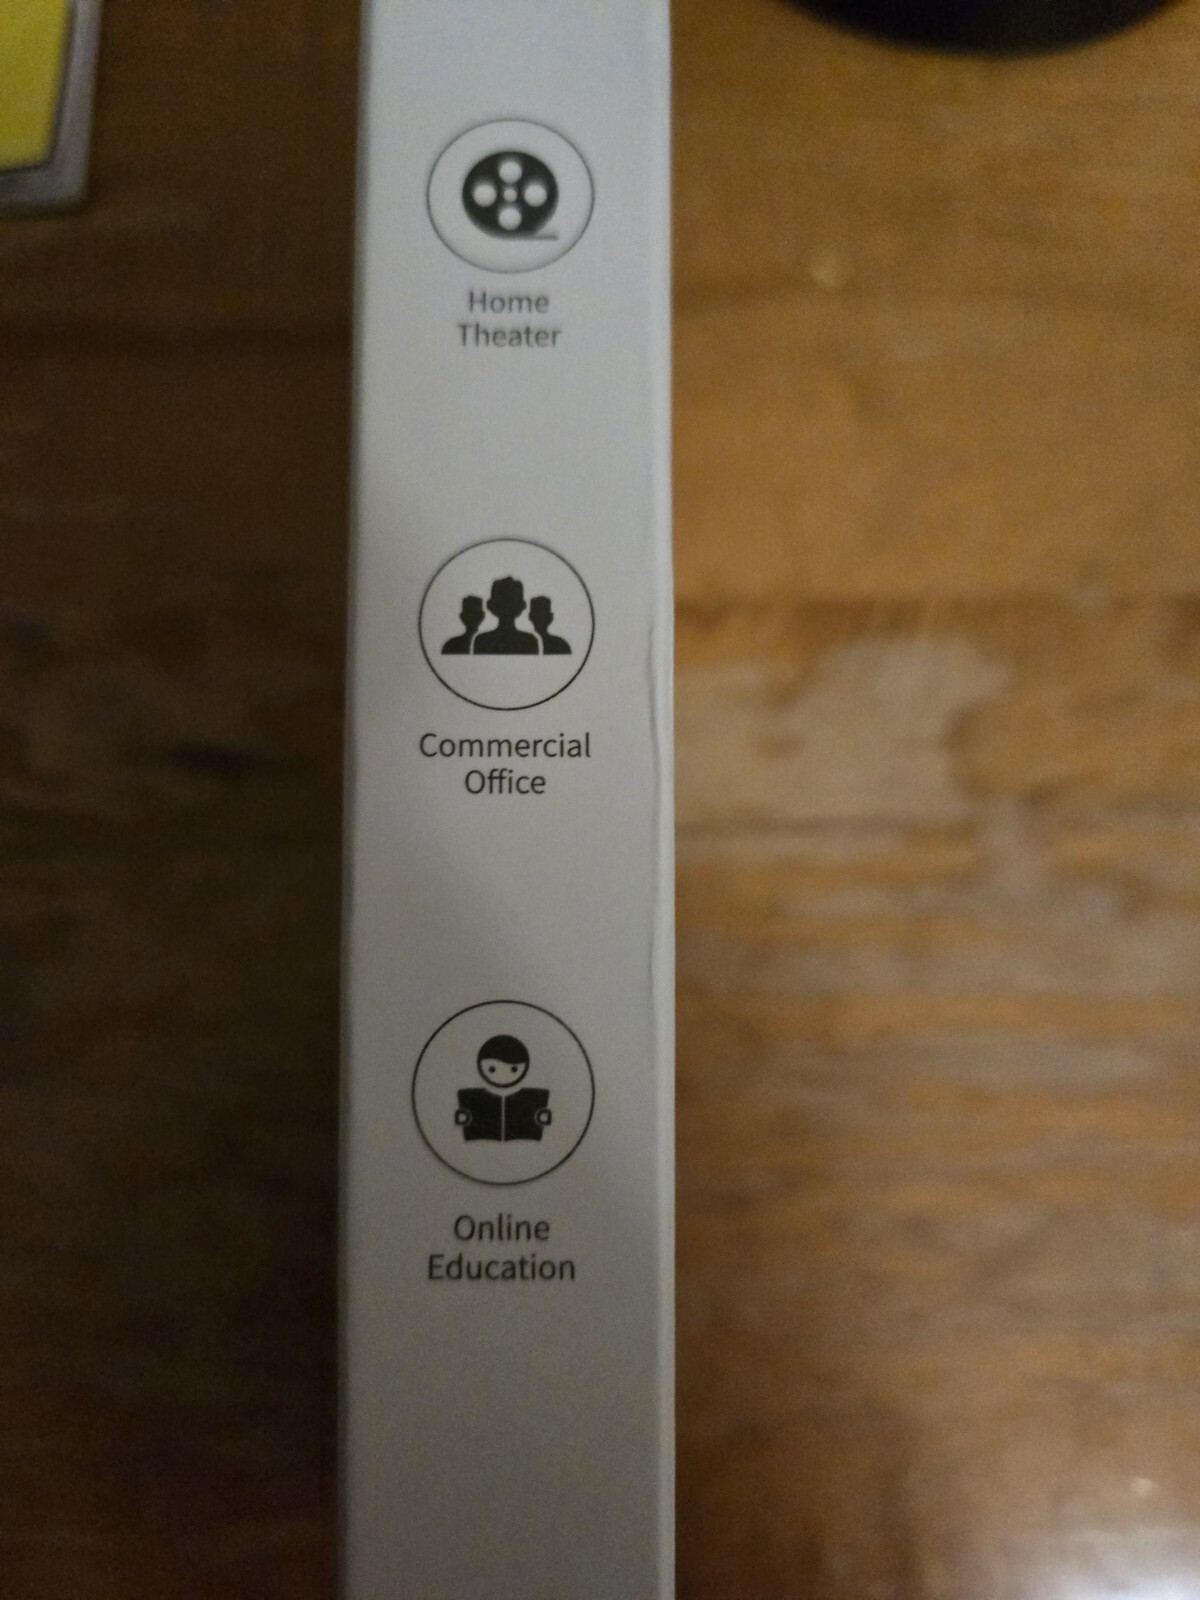 Home
Theater
Commercial
Office
Online
Education